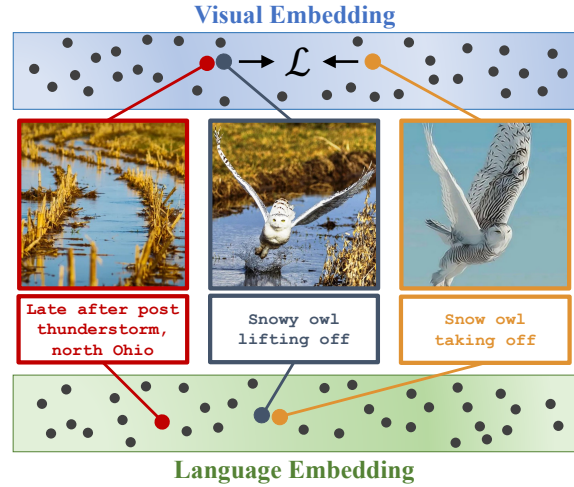 Visual Embedding
ℒ
Late after post
thunderstorm,
north Ohio
Snowy owl
lifting off
Snow owl
taking off
Language Embedding